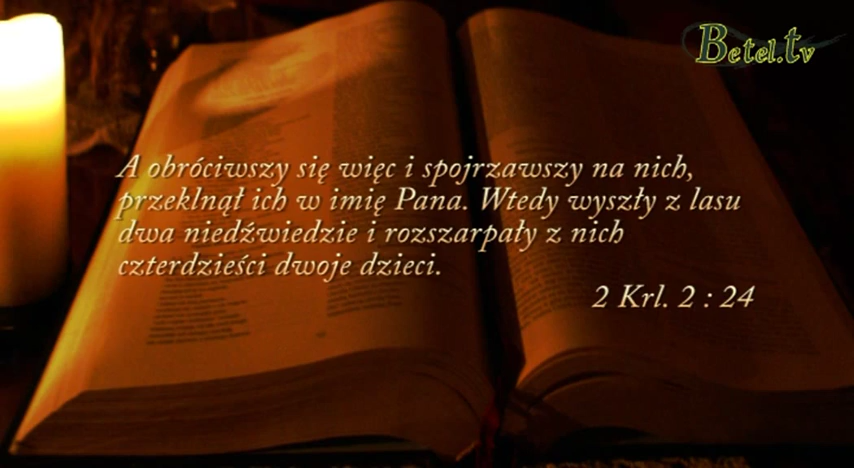 Betel.tv
A obróciwszy się więc i spojrzawszy na nich,
przeklnął ich w imię Pana. Wtedy wyszły z lasu
dwa niedźwiedzie i rozszarpały z nich
czterdzieści dwoje dzieci.
2 Krl. 2 : 24